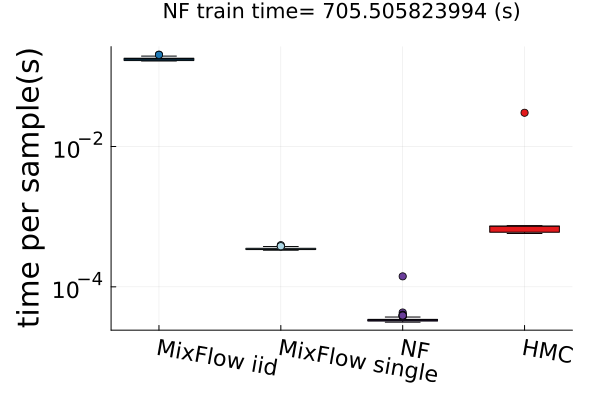 NF train time= 705.505823994 (s)
time per sample(s)
10⁻²
10⁻⁴
MixFlow iid
MixFlow single
NF
HMC